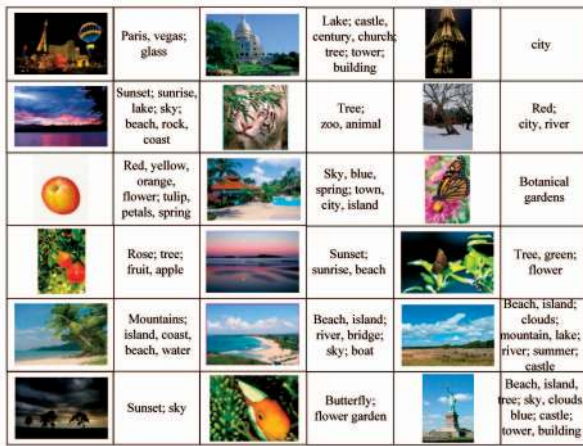 Paris, vegas;
glass
Lake; castle,
century, church;
tree; tower;
building
city
Sunset; sunrise,
lake; sky;
beach, rock,
coast
Tree;
zoo, animal
Red;
city, river
Red, yellow,
orange,
flower; tulip,
petals, spring
Sky, blue,
spring; town,
city, island
Botanical
gardens
Rose; tree;
fruit, apple
Sunset;
sunrise, beach
Tree, green;
flower
Mountains;
island, coast,
beach, water
Beach, island;
river, bridge;
sky; boat
Beach, island;
clouds;
mountain, lake;
river; summer;
castle
Sunset; sky
Butterfly;
flower garden
Beach, island,
tree; sky, clouds,
blue; castle;
tower, building